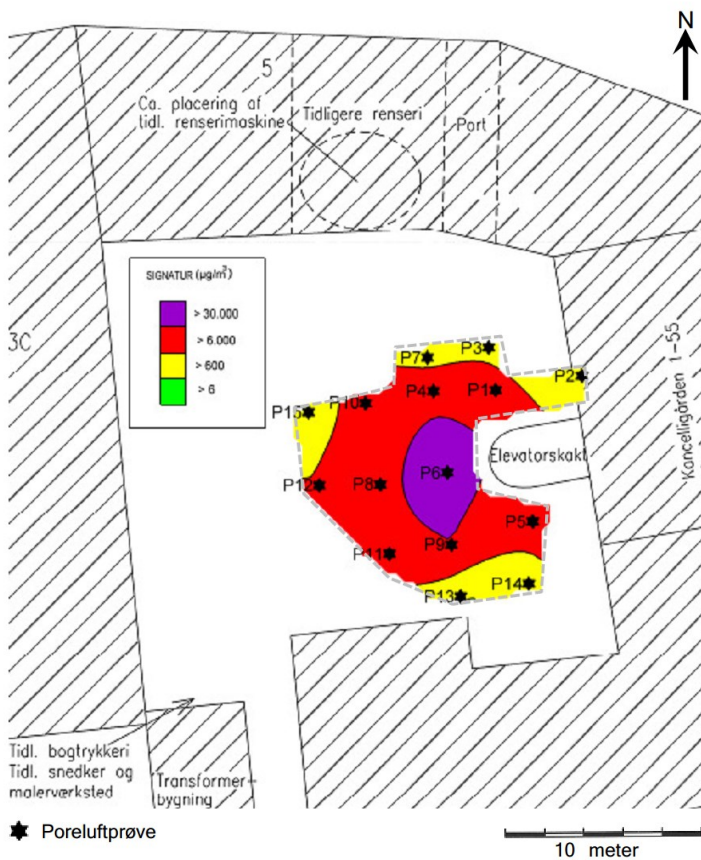 N
5
Ca. placering af
tidl. renserimaskine
Tidligere renseri
Port
SIGNATUR (µg/m³)
> 30.000
> 6.000
> 600
> 6
3C
Kancelligården 1-55
P3
P7
P2
P4
P1
P10
P15
Elevatorskakt
P6
P8
P12
P5
P9
P11
P14
P13
Tidl. bogtrykkeri
Tidl. snedker og
malerværksted
Transformer-
bygning
Poreluftprøve
10 meter